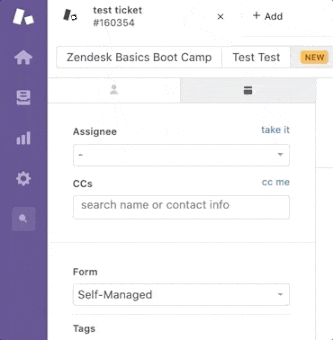 test ticket
#160354
× + Add
Zendesk Basics Boot Camp Test Test NEW
Assignee take it
-
CCs cc me
search name or contact info
Form
Self-Managed
Tags